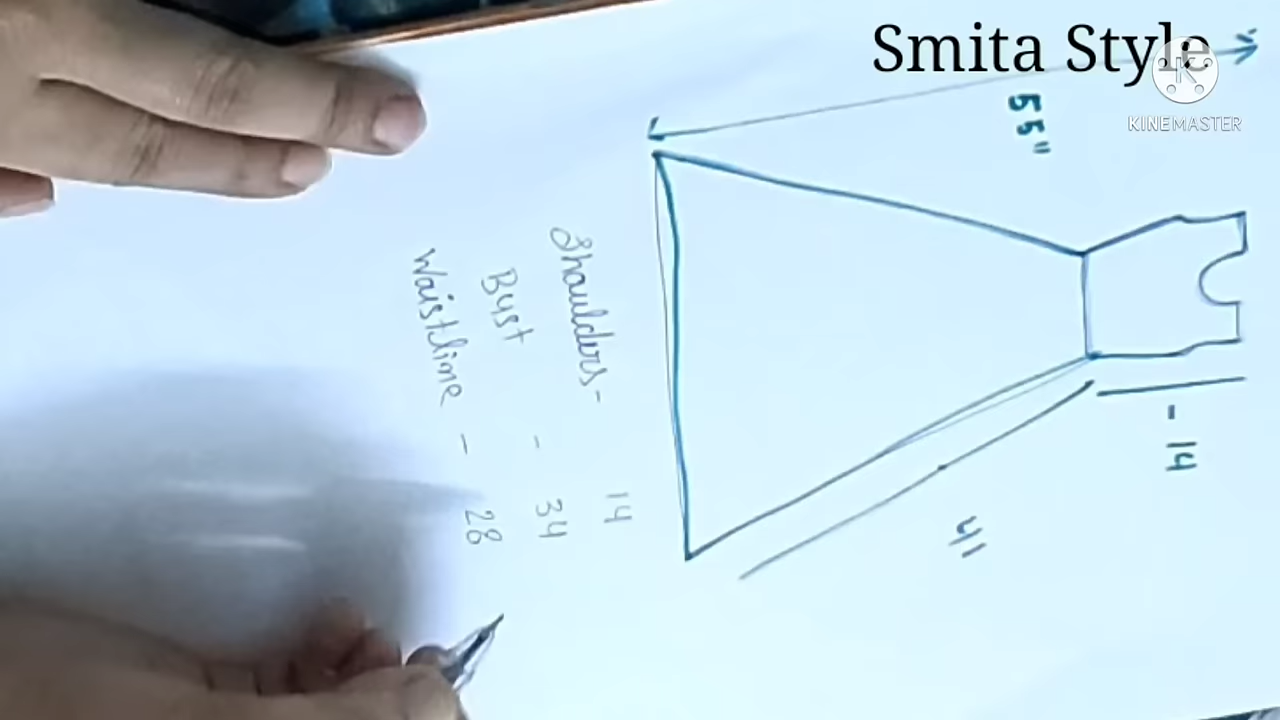 Smita Style
KINEMASTER
55"
- 14
41
Shoulders- 14
Bust - 34
Waistline - 28